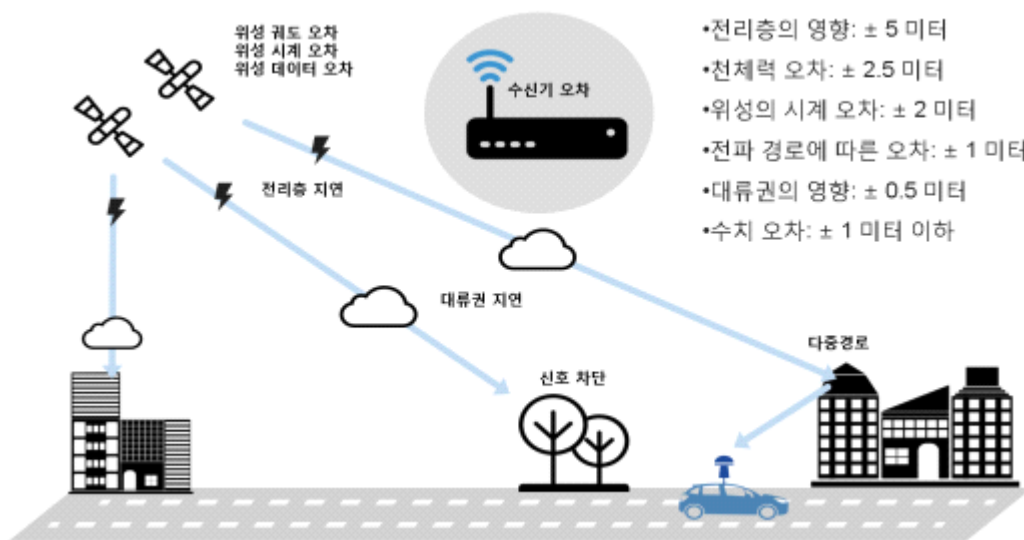 위성 궤도 오차
위성 시계 오차
위성 데이터 오차
수신기 오차
•전리층의 영향: ± 5 미터
•천체력 오차: ± 2.5 미터
•위성의 시계 오차: ± 2 미터
•전파 경로에 따른 오차: ± 1 미터
•대류권의 영향: ± 0.5 미터
•수치 오차: ± 1 미터 이하
전리층 지연
대류권 지연
다중경로
신호 차단